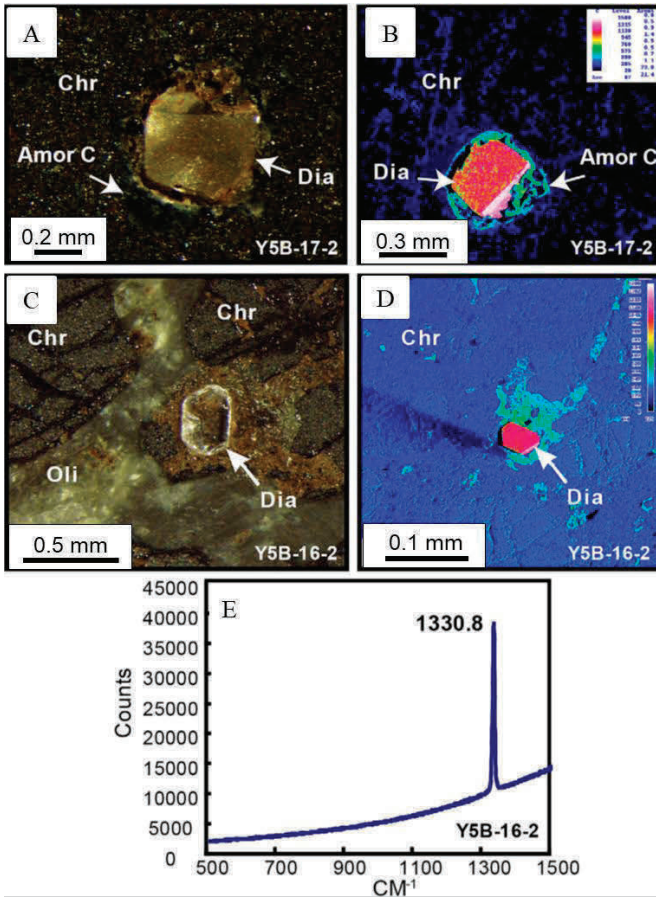 A
Chr
Amor C
Dia
0.2 mm
Y5B-17-2
B
Chr
Dia
Amor C
0.3 mm
Y5B-17-2
C
Chr
Chr
Oli
Dia
0.5 mm
Y5B-16-2
D
Chr
Dia
0.1 mm
Y5B-16-2
E
1330.8
Counts
45000
40000
35000
30000
25000
20000
15000
10000
5000
0
Y5B-16-2
500 700 900 1100 1300 1500
CM⁻¹